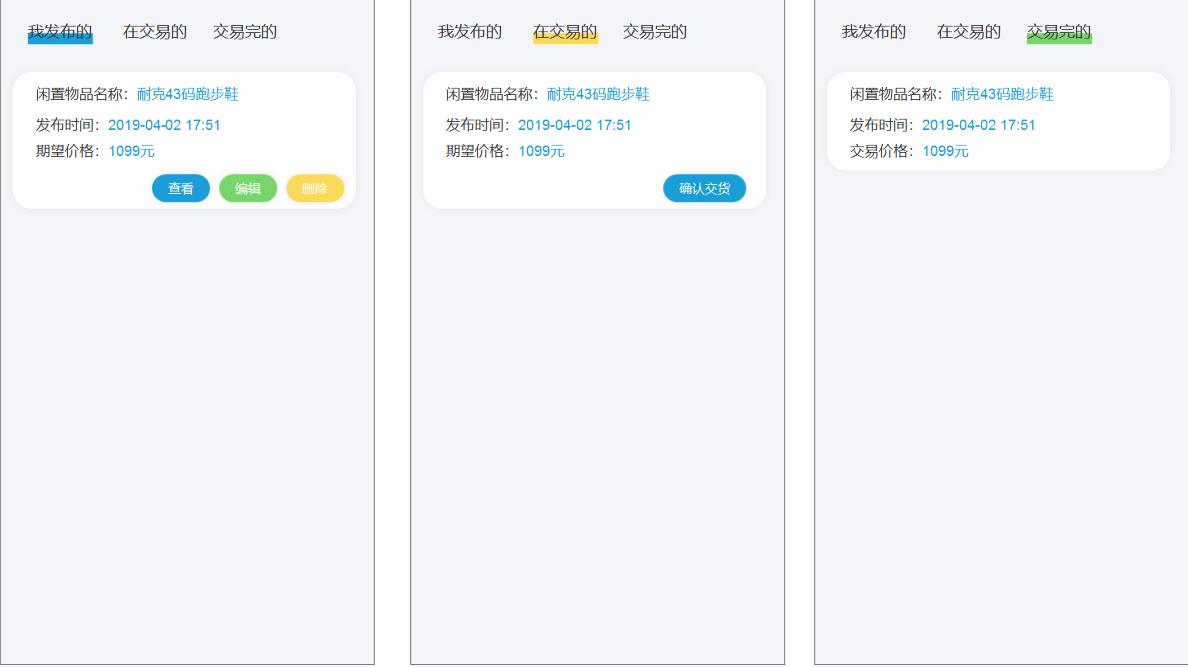 我发布的 在交易的 交易完的
闲置物品名称：耐克43码跑步鞋
发布时间：2019-04-02 17:51
期望价格：1099元
查看 编辑 删除
我发布的 在交易的 交易完的
闲置物品名称：耐克43码跑步鞋
发布时间：2019-04-02 17:51
期望价格：1099元
确认交货
我发布的 在交易的 交易完的
闲置物品名称：耐克43码跑步鞋
发布时间：2019-04-02 17:51
交易价格：1099元